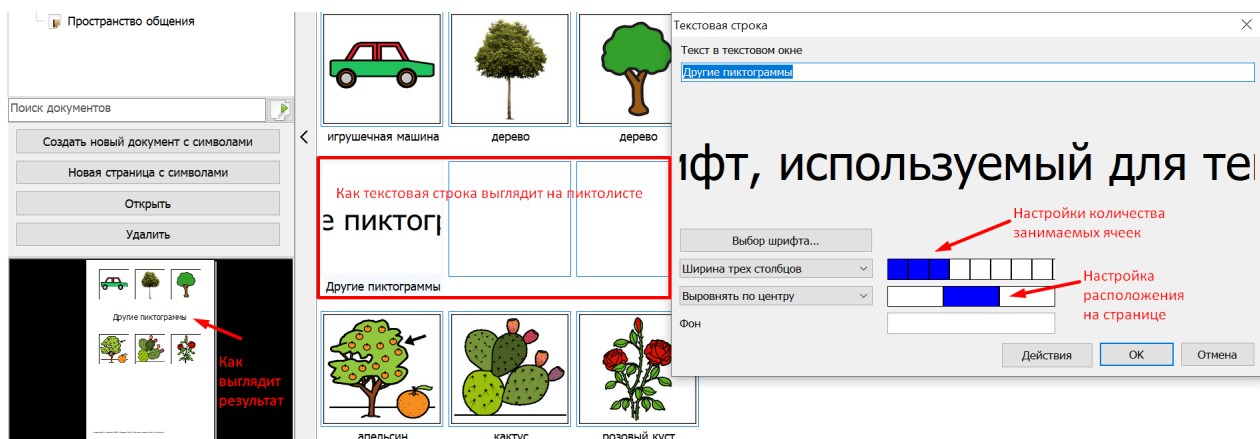 Пространство общения
Поиск документов
Создать новый документ с символами
Новая страница с символами
Открыть
Удалить
Другие пиктограммы
Как
выглядит
результат
игрушечная машина
дерево
дерево
Как текстовая строка выглядит на пиктолисте
е пиктогр
Другие пиктограммы
апельсин
кактус
розовый куст
Текстовая строка
Текст в текстовом окне
Другие пиктограммы
ифт, используемый для те
Настройки количества
занимаемых ячеек
Выбор шрифта...
Ширина трех столбцов
Выровнять по центру
Настройка
расположения
на странице
Фон
Действия
OK
Отмена